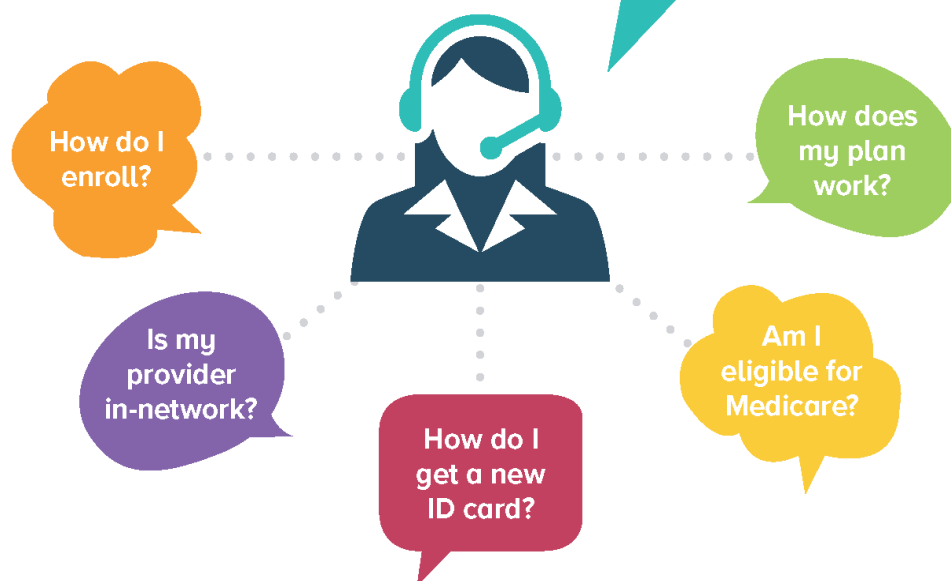 How do I
enroll?
How does
my plan
work?
Is my
provider
in-network?
How do I
get a new
ID card?
Am I
eligible for
Medicare?